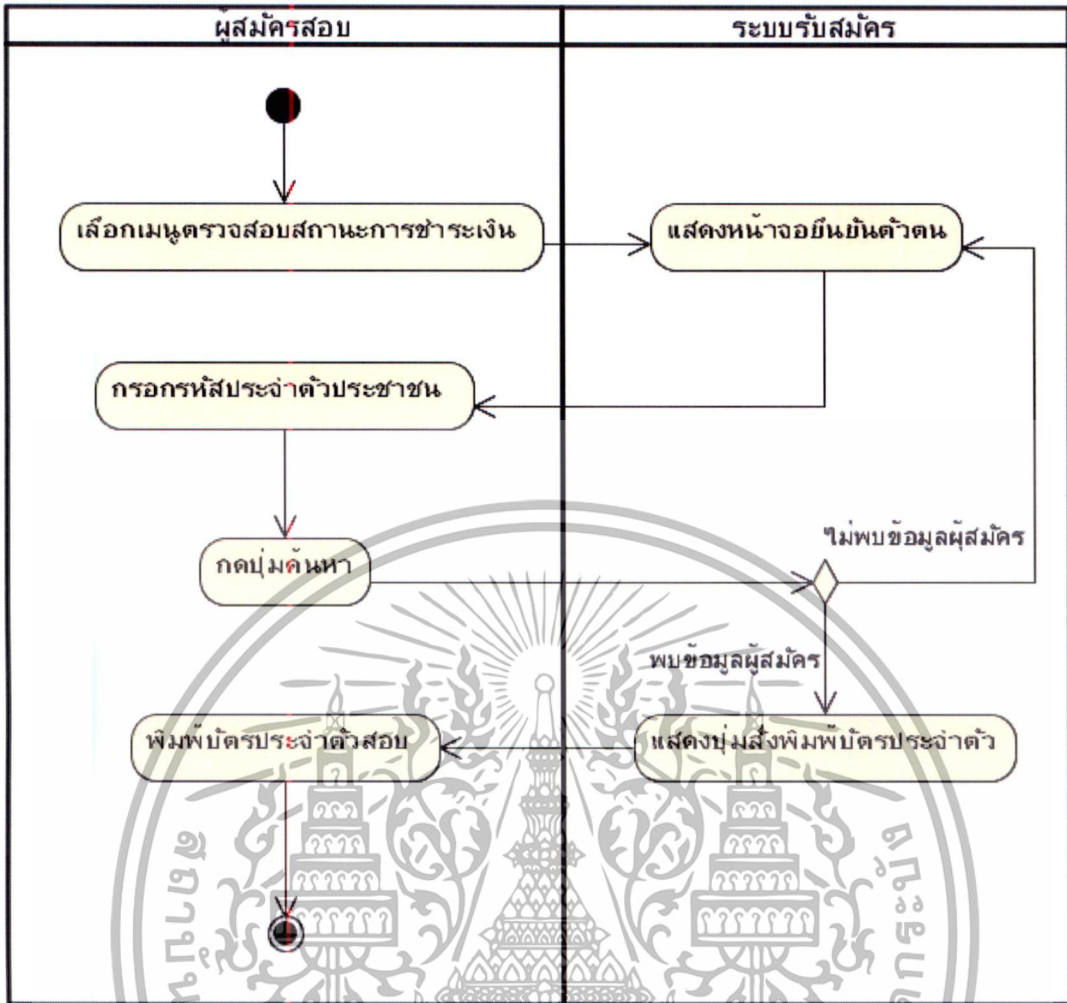 ผู้สมัครสอบ
ระบบรับสมัคร
เลือกเมนูตรวจสอบสถานะการชำระเงิน
แสดงหน้าจอยืนยันตัวตน
กรอกรหัสประจำตัวประชาชน
ไม่พบข้อมูลผุ้สมัคร
กดปุ่มค้นหา
พบข้อมูลผู้สมัคร
พิมพ์บัตรประจำตัวสอบ
แสดงปุ่มสั่งพิมพ์บัตรประจำตัว